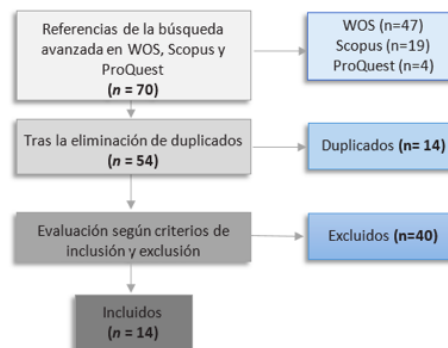 Referencias de la búsqueda
avanzada en WOS, Scopus y
ProQuest
(n = 70)
WOS (n=47)
Scopus (n=19)
ProQuest (n=4)
Tras la eliminación de duplicados
(n = 54)
Duplicados (n= 14)
Evaluación según criterios de
inclusión y exclusión
Excluidos (n=40)
Incluidos
(n = 14)